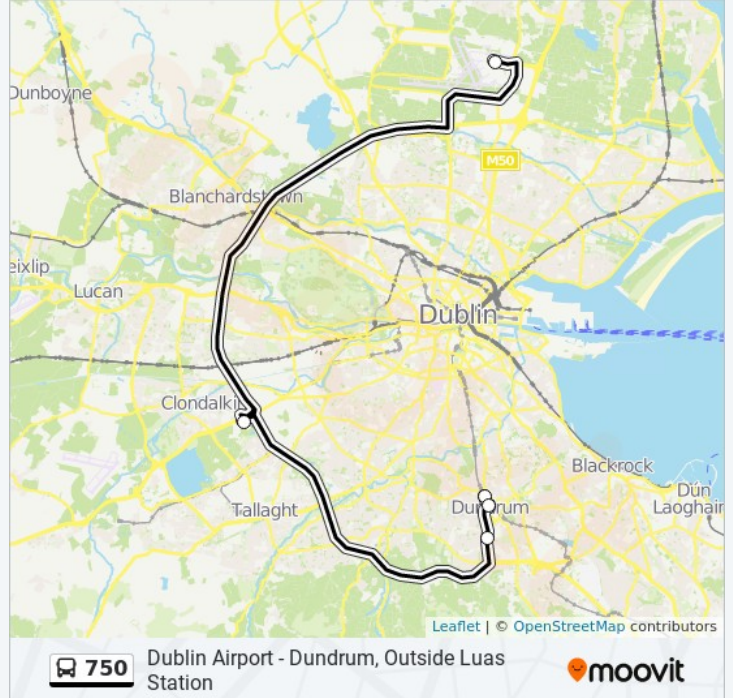 Dunboyne
M50
Blanchardstown
eixlip
Lucan
Dublin
Clondalki
Blackrock
Tallaght
Dundrum
Dún
Laoghair
Leaflet | © OpenStreetMap contributors
750
Dublin Airport - Dundrum, Outside Luas
Station
moovit